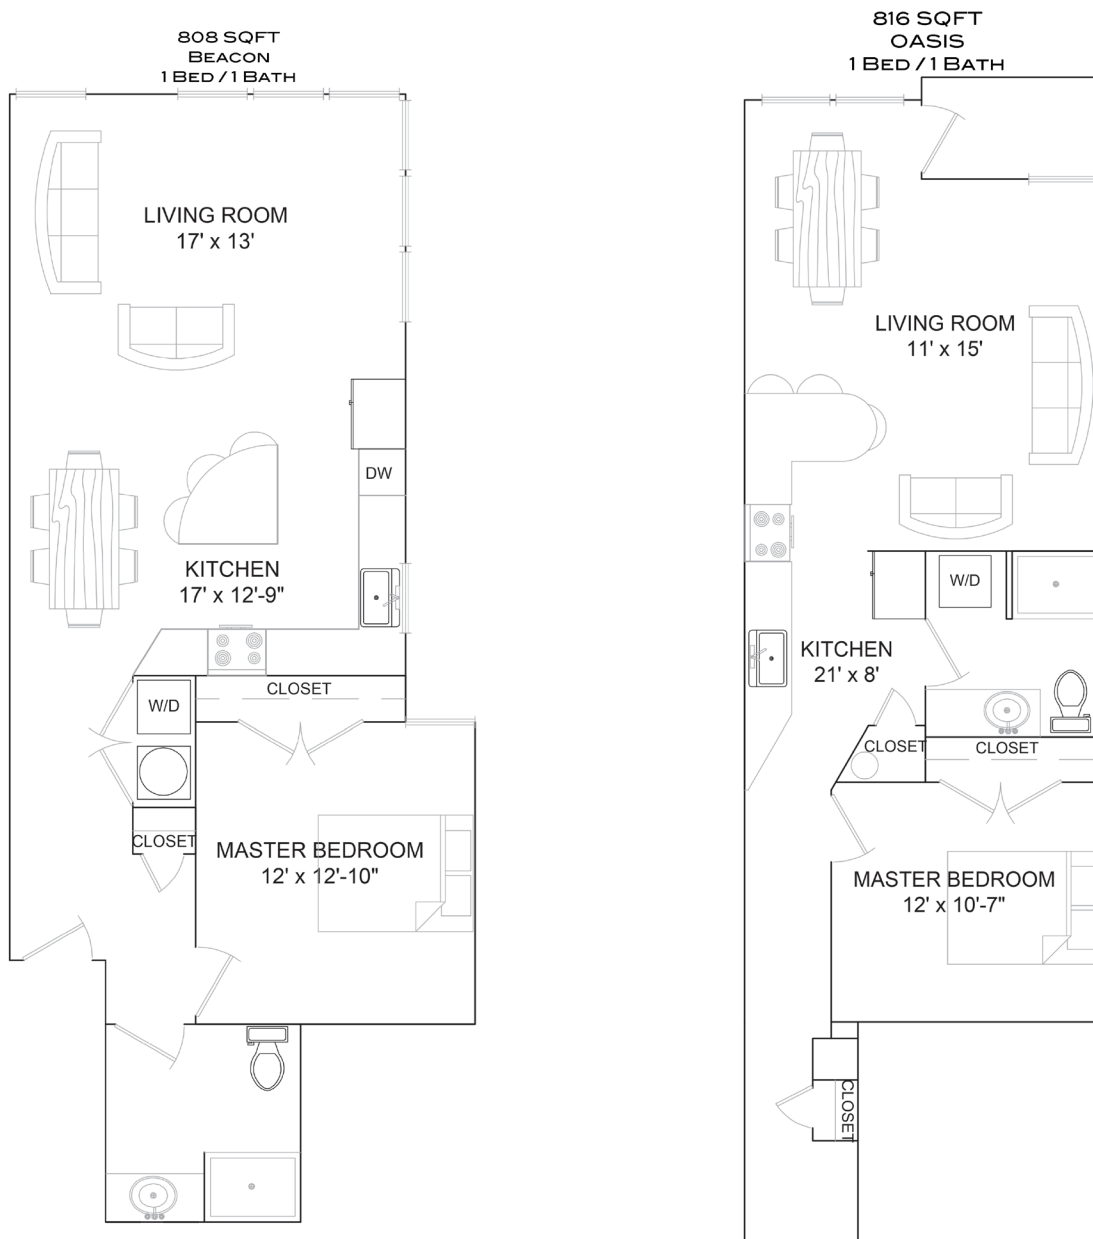 808 SQFT
BEACON
1 BED / 1 BATH
LIVING ROOM
17' x 13'
DW
KITCHEN
17' x 12'-9"
CLOSET
W/D
CLOSET
MASTER BEDROOM
12' x 12'-10"
816 SQFT
OASIS
1 BED / 1 BATH
LIVING ROOM
11' x 15'
W/D
KITCHEN
21' x 8'
CLOSET
CLOSET
MASTER BEDROOM
12' x 10'-7"
CLOSET